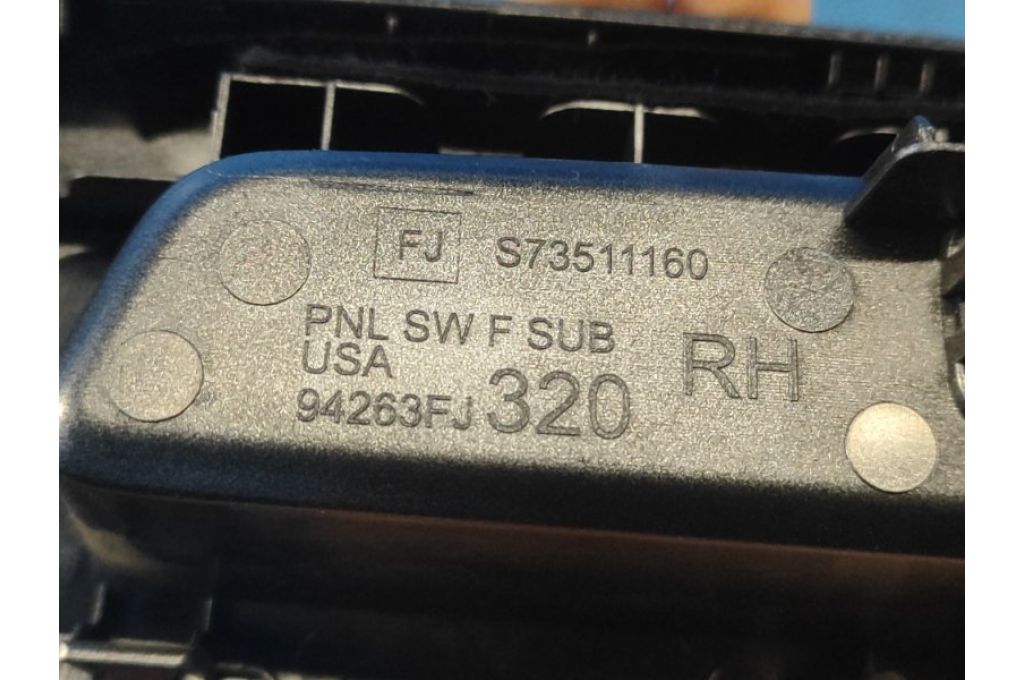 FJ S73511160
PNL SW F SUB
USA RH
94263FJ 320